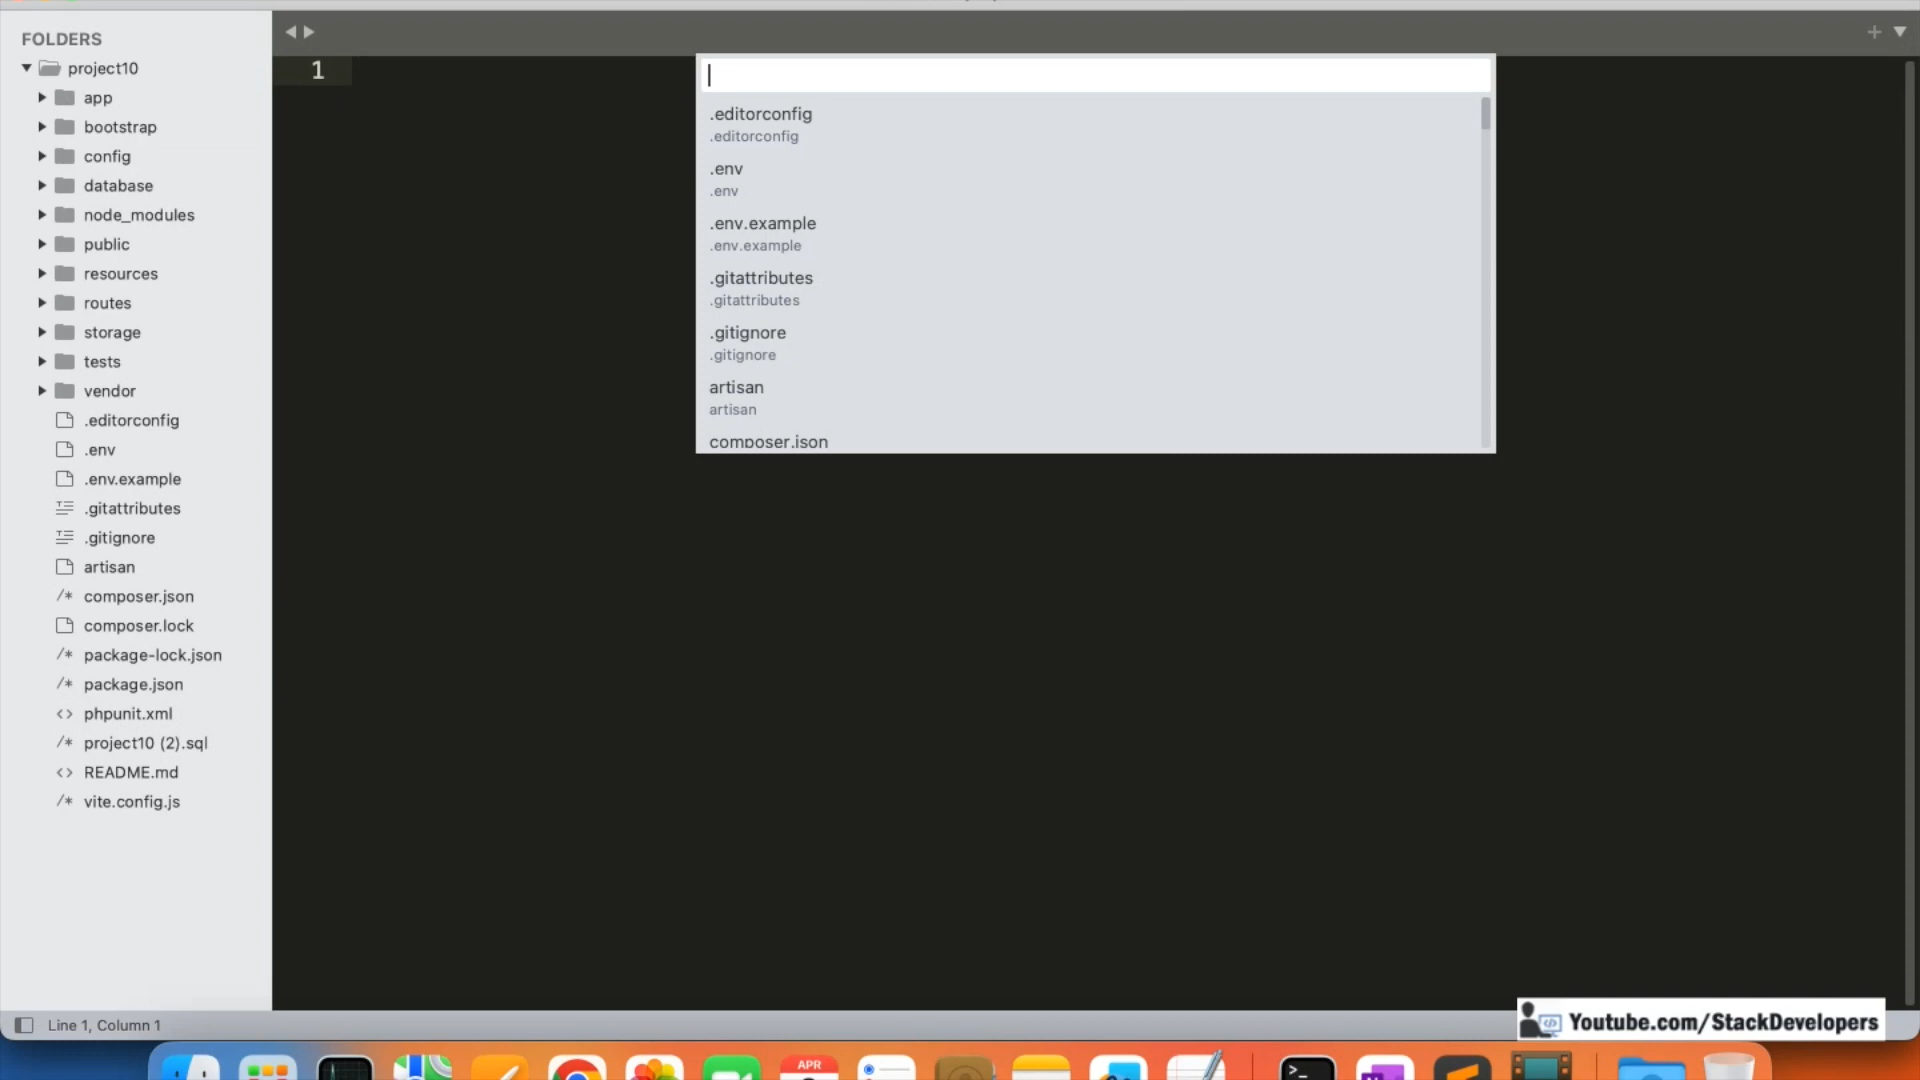 FOLDERS
project10
app
bootstrap
config
database
node_modules
public
resources
routes
storage
tests
vendor
.editorconfig
.env
.env.example
.gitattributes
.gitignore
artisan
composer.json
composer.lock
package-lock.json
package.json
phpunit.xml
project10 (2).sql
README.md
vite.config.js
1
.editorconfig
.editorconfig
.env
.env
.env.example
.env.example
.gitattributes
.gitattributes
.gitignore
.gitignore
artisan
artisan
composer.json
Line 1, Column 1
Youtube.com/StackDevelopers
APR